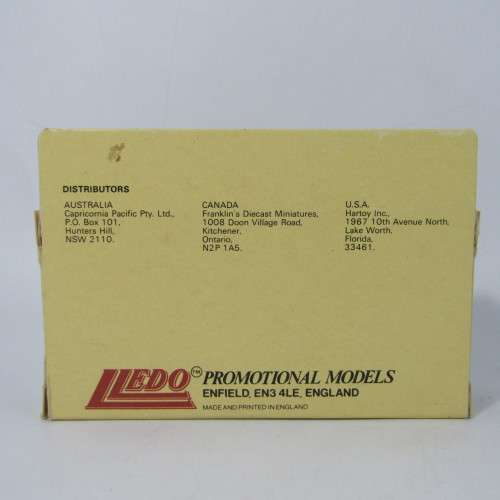 DISTRIBUTORS
AUSTRALIA
Capricornia Pacific Pty. Ltd.,
P.O. Box 101,
Hunters Hill,
NSW 2110.
CANADA
Franklin's Diecast Miniatures,
1008 Doon Village Road,
Kitchener,
Ontario,
N2P 1A5.
U.S.A.
Hartoy Inc.,
1967 10th Avenue North,
Lake Worth,
Florida,
33461.
LLEDO™ PROMOTIONAL MODELS
ENFIELD, EN3 4LE, ENGLAND
MADE AND PRINTED IN ENGLAND